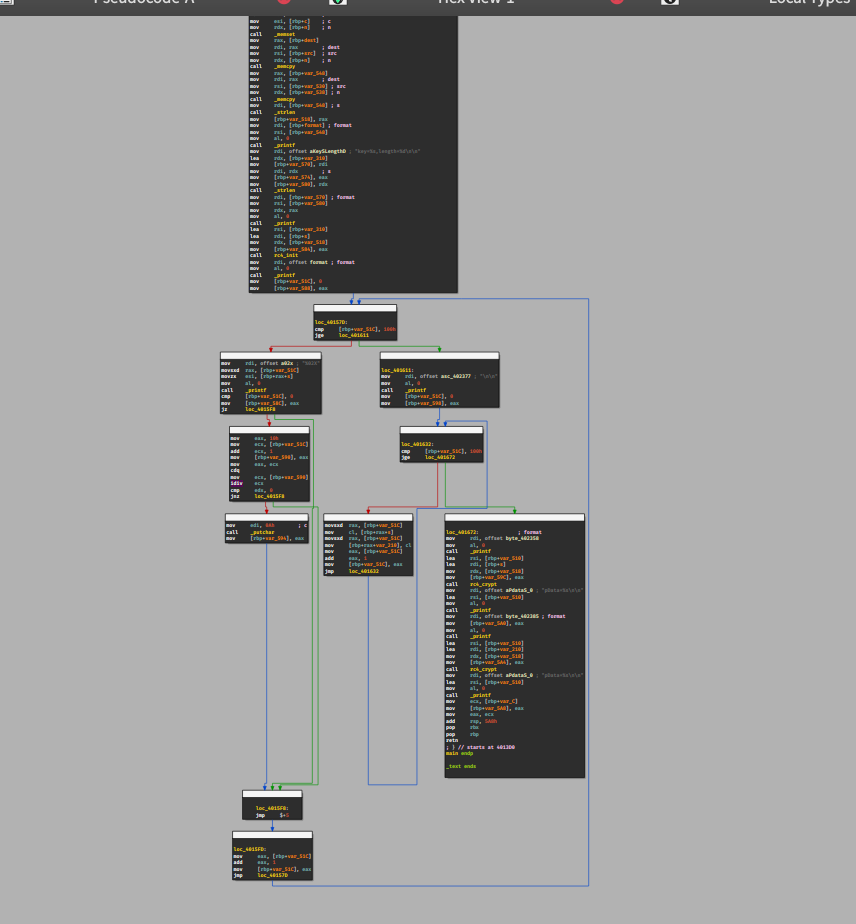 Pseudocode-A
Hex View-1
Local Types
mov rsi, [rbp+c] ; c
mov rdx, [rbp+n] ; n
call _memset
mov rax, [rbp+dest]
mov rdi, rax ; dest
mov rsi, [rbp+src] ; src
mov rdx, [rbp+n] ; n
call _memcpy
mov rax, [rbp+var_540]
mov rdi, rax ; dest
mov rsi, [rbp+var_530] ; src
mov rdx, [rbp+var_538] ; n
call _memcpy
mov rdi, [rbp+var_540] ; s
call _strlen
mov [rbp+var_518], rax
mov rdi, [rbp+format] ; format
mov rsi, [rbp+var_540]
mov al, 0
call _printf
mov rdi, offset aKeySLengthD ; "key=%s,length=%d\n\n"
lea rdx, [rbp+var_310]
mov [rbp+var_570], rdi
mov rdi, rdx ; s
mov [rbp+var_574], eax
mov [rbp+var_580], rdx
call _strlen
mov rdi, [rbp+var_570] ; format
mov rsi, [rbp+var_580]
mov rdx, rax
mov al, 0
call _printf
lea rsi, [rbp+var_310]
lea rdi, [rbp+s]
mov rdx, [rbp+var_518]
mov [rbp+var_584], eax
call rc4_init
mov rdi, offset format ; format
mov al, 0
call _printf
mov [rbp+var_51C], 0
mov [rbp+var_588], eax
loc_40157D:
cmp [rbp+var_51C], 100h
jge loc_401611
mov rdi, offset a02x ; "%02X"
movsxd rax, [rbp+var_51C]
movzx esi, [rbp+rax+s]
mov al, 0
call _printf
cmp [rbp+var_51C], 0
mov [rbp+var_58C], eax
jz loc_4015F8
loc_401611:
mov rdi, offset asc_402377 ; "\n\n"
mov al, 0
call _printf
mov [rbp+var_51C], 0
mov [rbp+var_598], eax
mov eax, 10h
mov ecx, [rbp+var_51C]
add ecx, 1
mov [rbp+var_590], eax
mov eax, ecx
cdq
mov ecx, [rbp+var_590]
idiv ecx
cmp edx, 0
jnz loc_4015F8
loc_401632:
cmp [rbp+var_51C], 100h
jge loc_401672
mov edi, 0Ah ; c
call _putchar
mov [rbp+var_594], eax
movsxd rax, [rbp+var_51C]
mov cl, [rbp+rax+s]
movsxd rax, [rbp+var_51C]
mov [rbp+rax+var_210], cl
mov eax, [rbp+var_51C]
add eax, 1
mov [rbp+var_51C], eax
jmp loc_401632
loc_401672: ; format
mov rdi, offset byte_402358
mov al, 0
call _printf
lea rsi, [rbp+var_510]
lea rdi, [rbp+s]
mov rdx, [rbp+var_518]
mov [rbp+var_59C], eax
call rc4_crypt
mov rdi, offset aPdataS_0 ; "pData=%s\n\n"
lea rsi, [rbp+var_510]
mov al, 0
call _printf
mov rdi, offset byte_402385 ; format
mov [rbp+var_5A0], eax
mov al, 0
call _printf
lea rsi, [rbp+var_510]
lea rdi, [rbp+var_210]
mov rdx, [rbp+var_518]
mov [rbp+var_5A4], eax
call rc4_crypt
mov rdi, offset aPdataS_0 ; "pData=%s\n\n"
lea rsi, [rbp+var_510]
mov al, 0
call _printf
mov ecx, [rbp+var_C]
mov [rbp+var_5A8], eax
mov eax, ecx
add rsp, 5A8h
pop rbx
pop rbp
retn
; } // starts at 4013D0
main endp
_text ends
loc_4015F8:
jmp $+5
loc_4015FD:
mov eax, [rbp+var_51C]
add eax, 1
mov [rbp+var_51C], eax
jmp loc_40157D